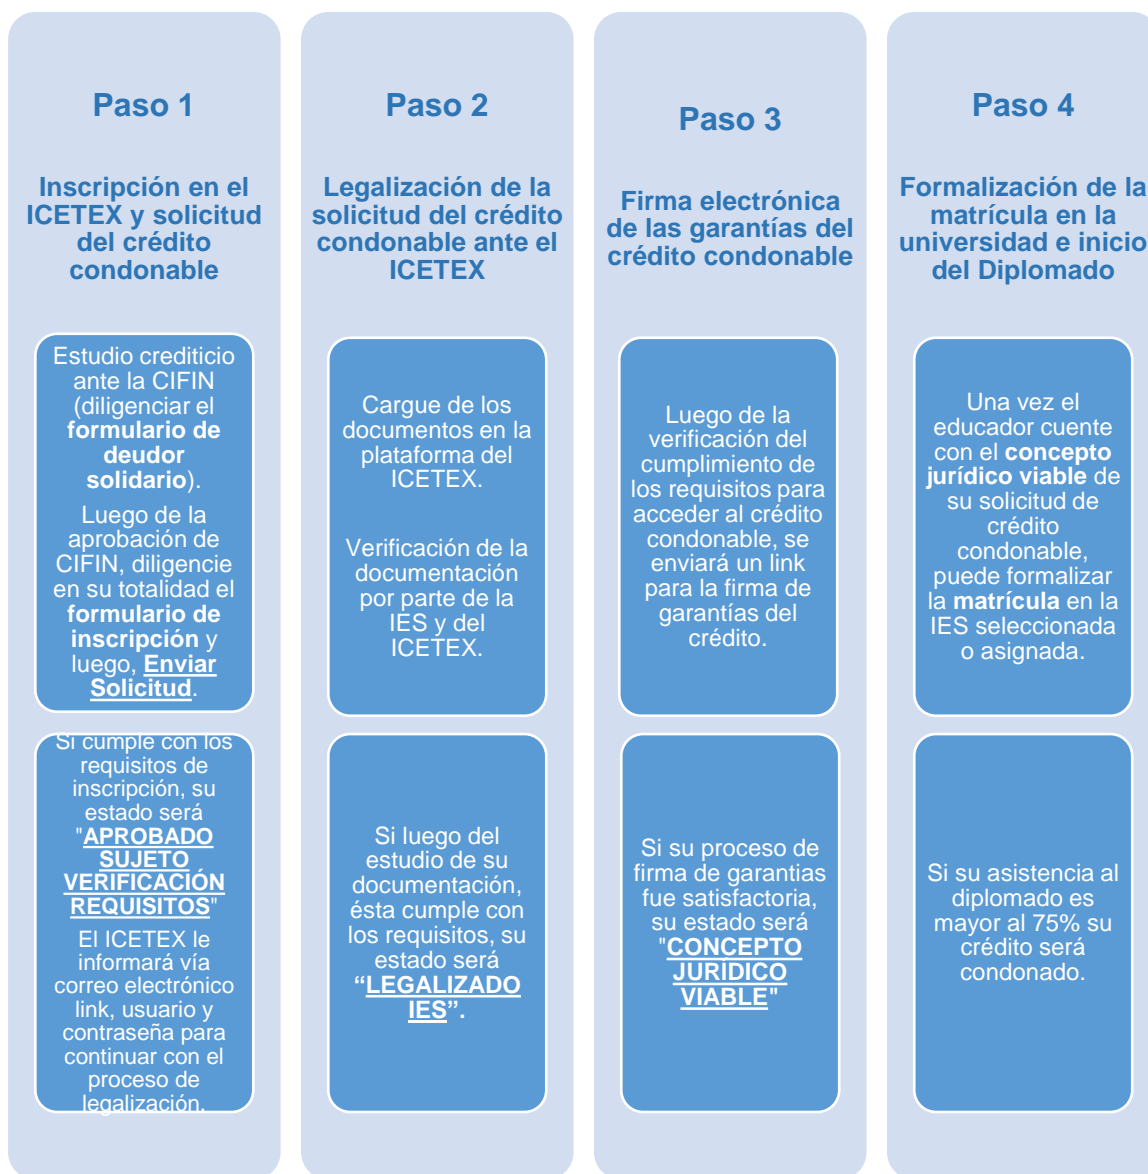 Paso 1
Inscripción en el
ICETEX y solicitud
del crédito
condonable
Estudio crediticio
ante la CIFIN
(diligenciar el
formulario de
deudor
solidario).
Luego de la
aprobación de
CIFIN, diligencie
en su totalidad el
formulario de
inscripción y
luego, Enviar
Solicitud.
Si cumple con los
requisitos de
inscripción, su
estado será
"APROBADO
SUJETO
VERIFICACIÓN
REQUISITOS"
El ICETEX le
informará vía
correo electrónico
link, usuario y
contraseña para
continuar con el
proceso de
legalización.
Paso 2
Legalización de la
solicitud del crédito
condonable ante el
ICETEX
Cargue de los
documentos en la
plataforma del
ICETEX.
Verificación de la
documentación
por parte de la
IES y del
ICETEX.
Si luego del
estudio de su
documentación,
ésta cumple con
los requisitos, su
estado será
“LEGALIZADO
IES”.
Paso 3
Firma electrónica
de las garantías del
crédito condonable
Luego de la
verificación del
cumplimiento de
los requisitos para
acceder al crédito
condonable, se
enviará un link
para la firma de
garantías del
crédito.
Si su proceso de
firma de garantias
fue satisfactoria,
su estado será
"CONCEPTO
JURÍDICO
VIABLE"
Paso 4
Formalización de la
matrícula en la
universidad e inicio
del Diplomado
Una vez el
educador cuente
con el concepto
jurídico viable de
su solicitud de
crédito
condonable,
puede formalizar
la matrícula en la
IES seleccionada
o asignada.
Si su asistencia al
diplomado es
mayor al 75% su
crédito será
condonado.